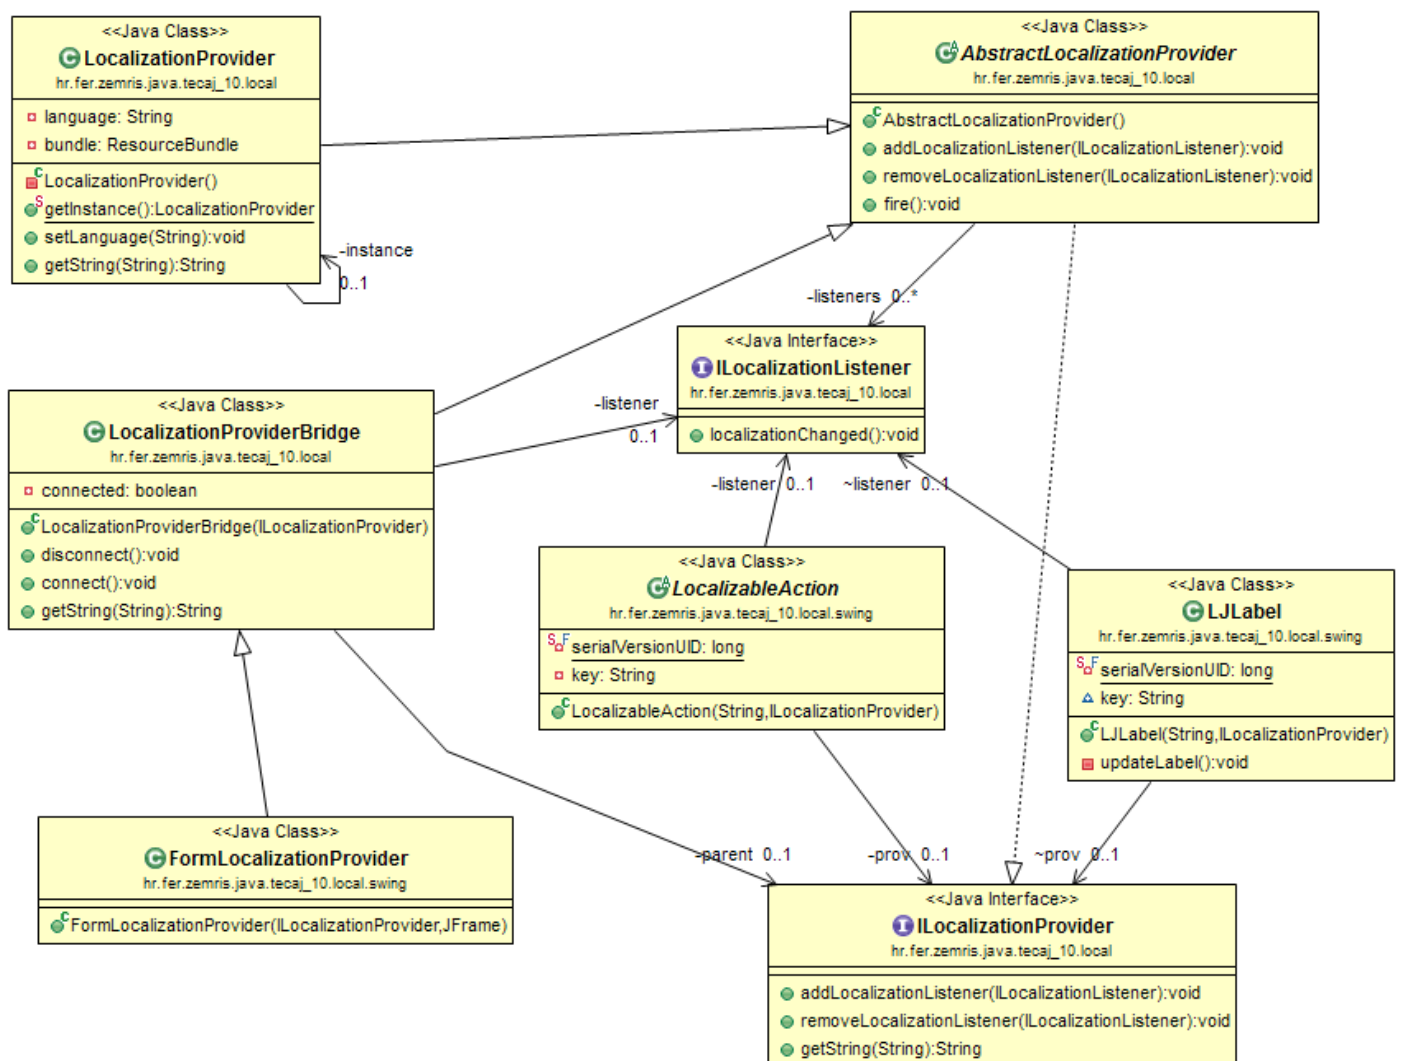 <<Java Class>>
LocalizationProvider
hr.fer.zemris.java.tecaj_10.local
language: String
bundle: ResourceBundle
LocalizationProvider()
getInstance():LocalizationProvider
setLanguage(String):void
getString(String):String
-instance
0..1
<<Java Class>>
AbstractLocalizationProvider
hr.fer.zemris.java.tecaj_10.local
AbstractLocalizationProvider()
addLocalizationListener(ILocalizationListener):void
removeLocalizationListener(ILocalizationListener):void
fire():void
-listeners 0..*
<<Java Interface>>
ILocalizationListener
hr.fer.zemris.java.tecaj_10.local
localizationChanged():void
<<Java Class>>
LocalizationProviderBridge
hr.fer.zemris.java.tecaj_10.local
connected: boolean
LocalizationProviderBridge(ILocalizationProvider)
disconnect():void
connect():void
getString(String):String
-listener
0..1
-listener 0..1
~listener 0..1
<<Java Class>>
LocalizableAction
hr.fer.zemris.java.tecaj_10.local.swing
serialVersionUID: long
key: String
LocalizableAction(String,ILocalizationProvider)
<<Java Class>>
LJLabel
hr.fer.zemris.java.tecaj_10.local.swing
serialVersionUID: long
key: String
LJLabel(String,ILocalizationProvider)
updateLabel():void
<<Java Class>>
FormLocalizationProvider
hr.fer.zemris.java.tecaj_10.local.swing
FormLocalizationProvider(ILocalizationProvider,JFrame)
-parent 0..1
-prov 0..1
~prov 0..1
<<Java Interface>>
ILocalizationProvider
hr.fer.zemris.java.tecaj_10.local
addLocalizationListener(ILocalizationListener):void
removeLocalizationListener(ILocalizationListener):void
getString(String):String